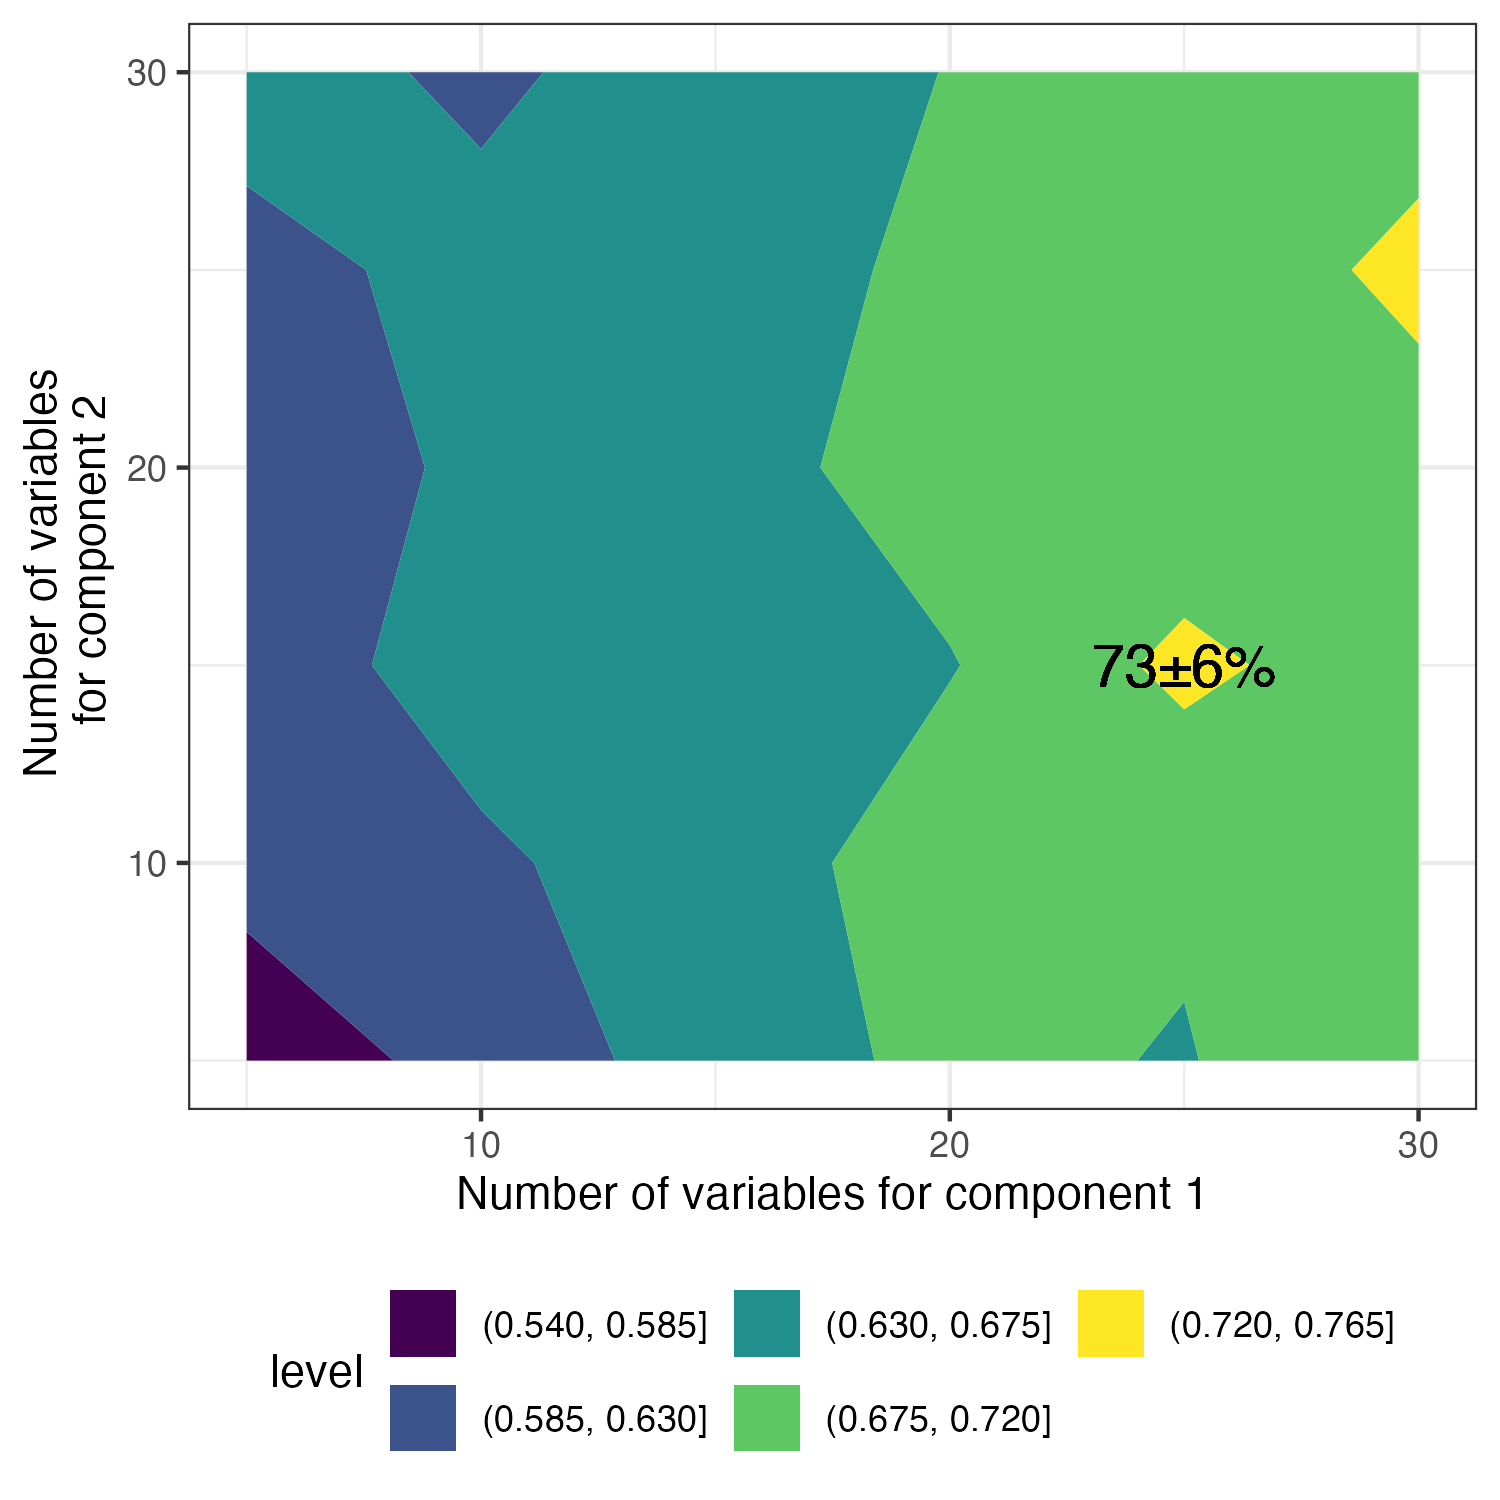 30
20
10
Number of variables
for component 2
73±6%
10 20 30
Number of variables for component 1
level
(0.540, 0.585] (0.630, 0.675] (0.720, 0.765]
(0.585, 0.630] (0.675, 0.720]